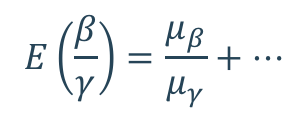 E(β/γ) = μ_β/μ_γ + ⋯